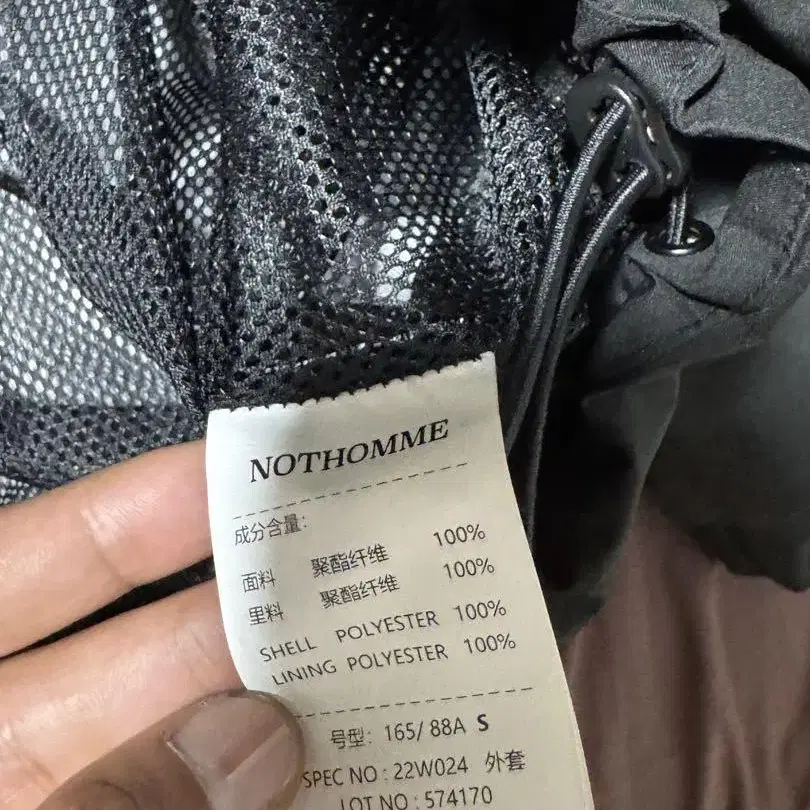 NOTHOMME
成分含量:
面料 聚酯纤维 100%
里料 聚酯纤维 100%
SHELL POLYESTER 100%
LINING POLYESTER 100%
号型: 165/ 88A S
SPEC NO : 22W024 外套
LOT NO : 574170